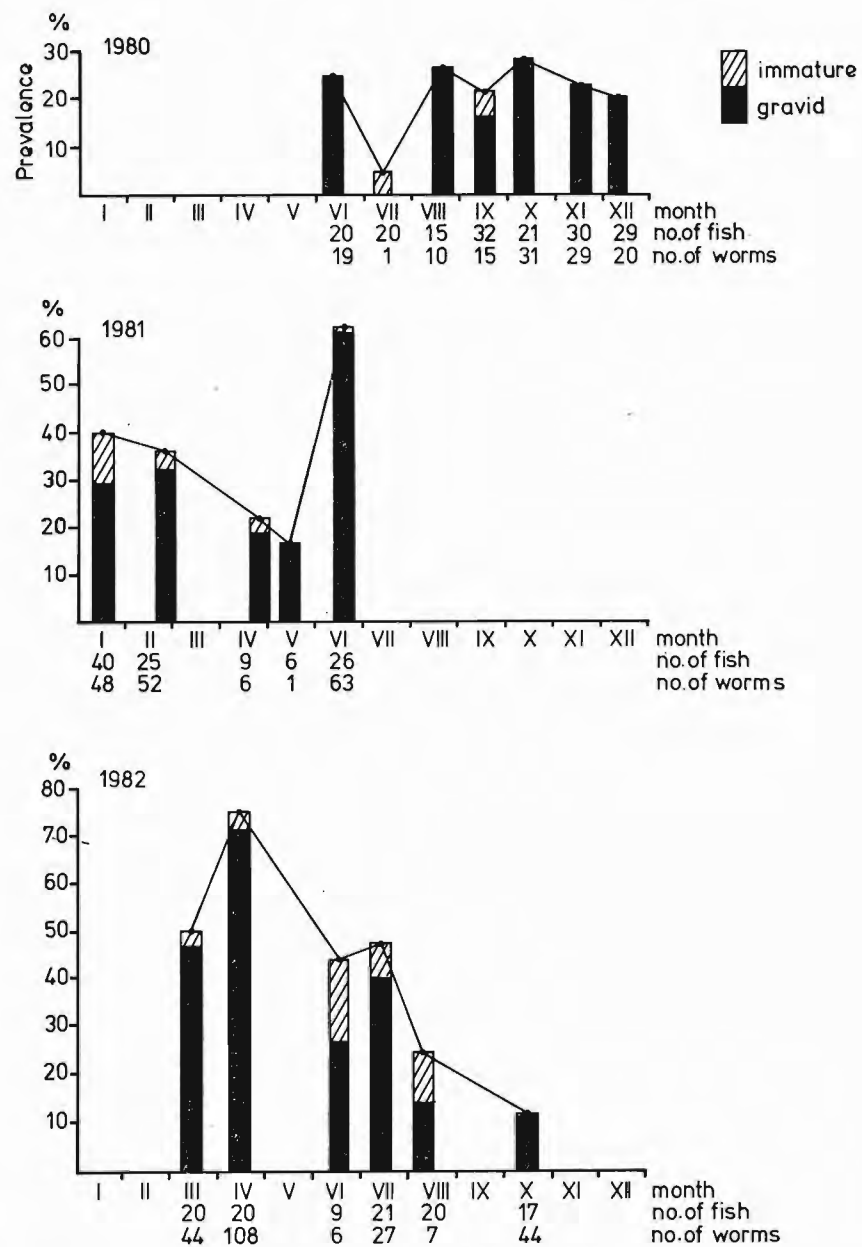 %
1980
30
20
10
Prevalence
immature
gravid
I II III IV V VI VII VIII IX X XI XII month
20 20 15 32 21 30 29 no.of fish
19 1 10 15 31 29 20 no.of worms
%
1981
60
50
40
30
20
10
I II III IV V VI VII VIII IX X XI XII month
40 25 9 6 26 no.of fish
48 52 6 1 63 no.of worms
%
1982
80
70
60
50
40
30
20
10
I II III IV V VI VII VIII IX X XI XII month
20 20 9 21 20 17 no.of fish
44 108 6 27 7 44 no.of worms